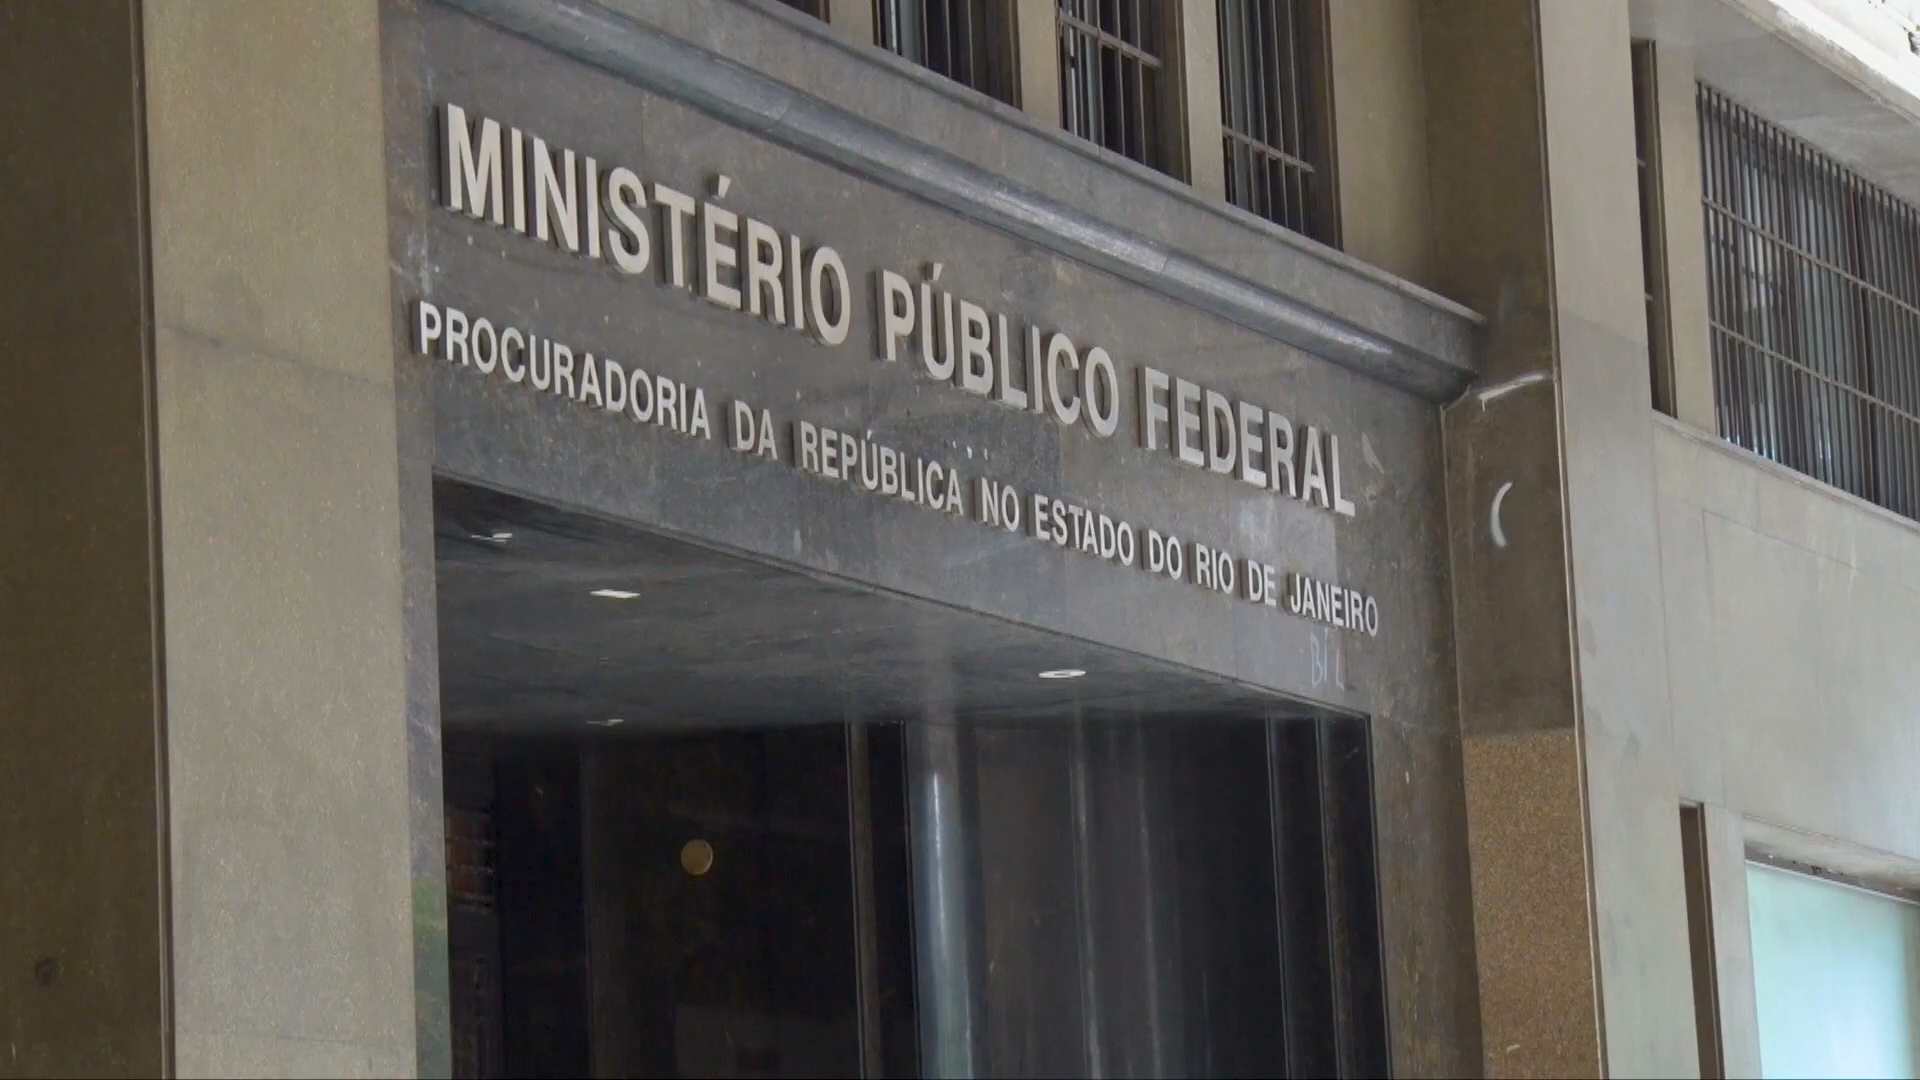 MINISTÉRIO PÚBLICO FEDERAL
PROCURADORIA DA REPÚBLICA NO ESTADO DO RIO DE JANEIRO